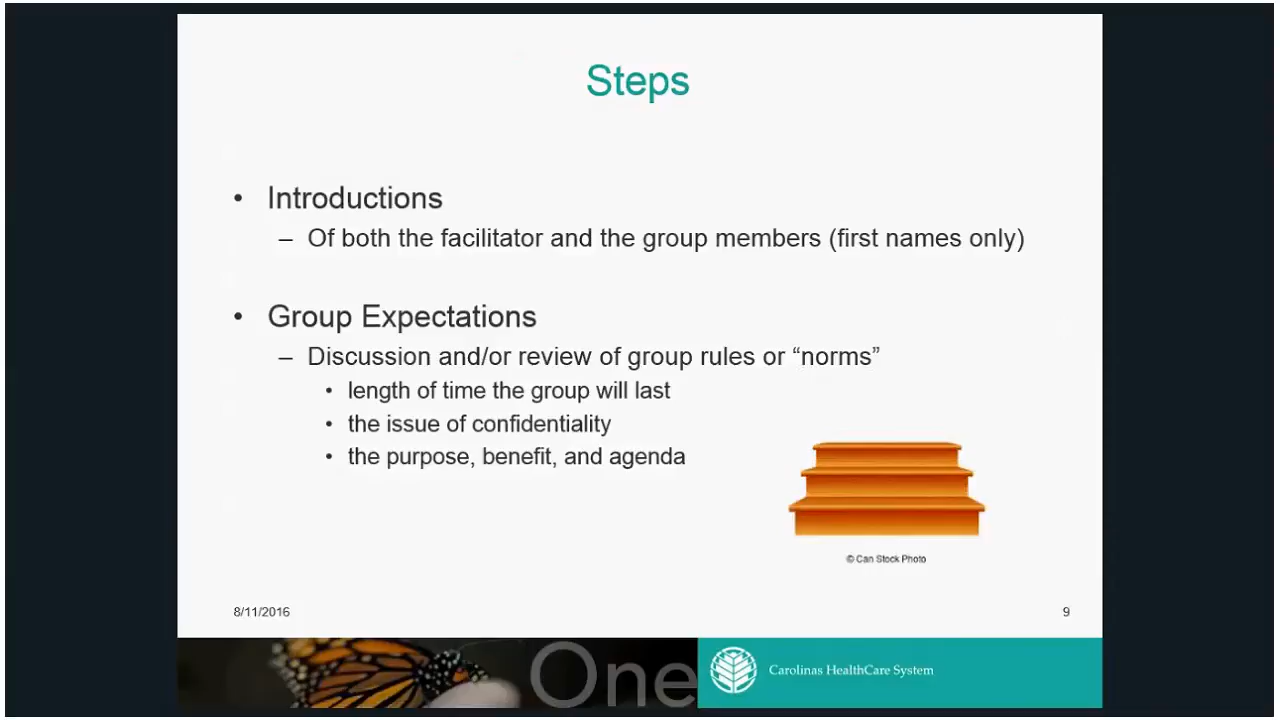 Steps
• Introductions
– Of both the facilitator and the group members (first names only)
• Group Expectations
– Discussion and/or review of group rules or “norms”
• length of time the group will last
• the issue of confidentiality
• the purpose, benefit, and agenda
© Can Stock Photo
8/11/2016
9
One
Carolinas HealthCare System